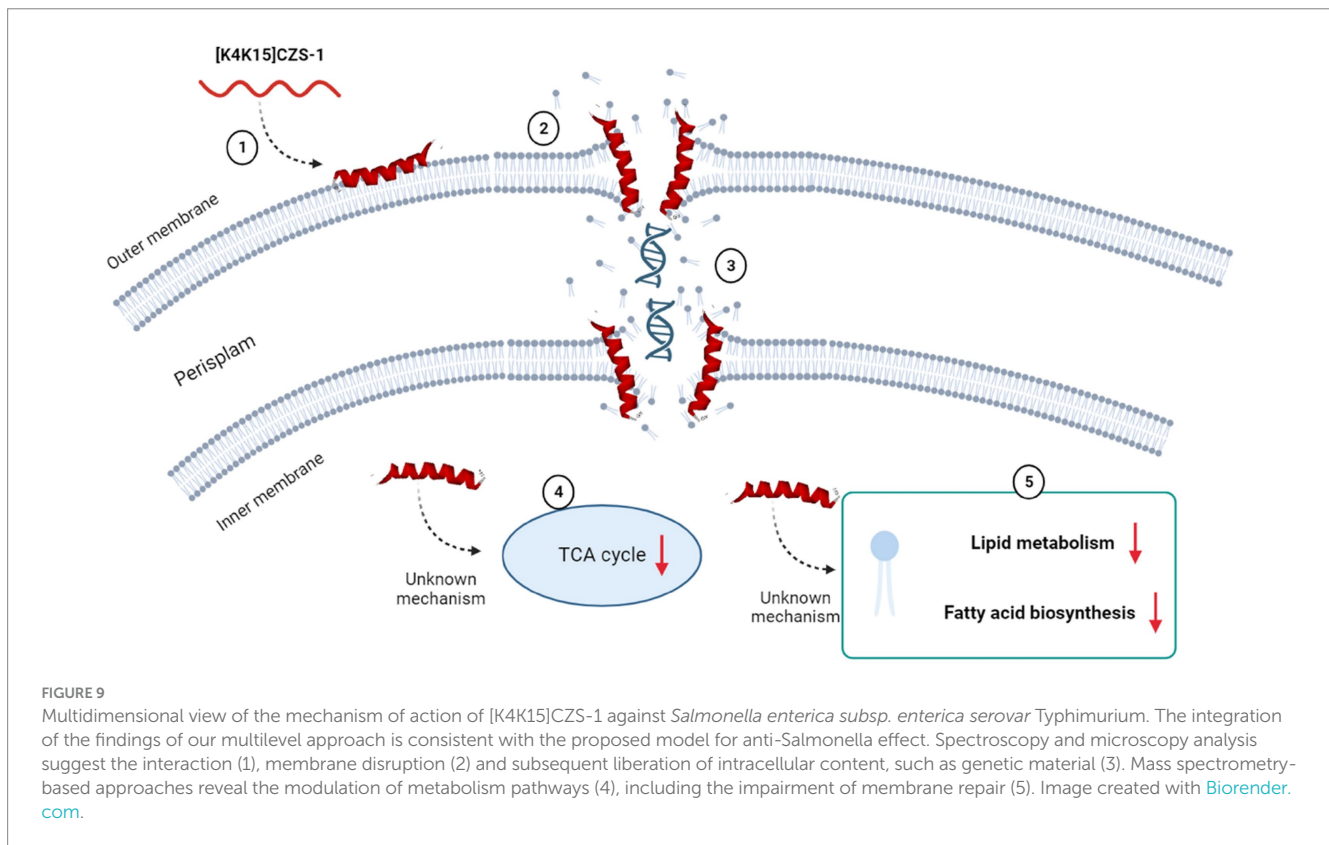 [K4K15]CZS-1
1
2
Outer membrane
3
Perisplam
Inner membrane
4
5
TCA cycle
Lipid metabolism
Unknown
mechanism
Unknown
mechanism
Fatty acid biosynthesis
FIGURE 9
Multidimensional view of the mechanism of action of [K4K15]CZS-1 against Salmonella enterica subsp. enterica serovar Typhimurium. The integration
of the findings of our multilevel approach is consistent with the proposed model for anti-Salmonella effect. Spectroscopy and microscopy analysis
suggest the interaction (1), membrane disruption (2) and subsequent liberation of intracellular content, such as genetic material (3). Mass spectrometry-
based approaches reveal the modulation of metabolism pathways (4), including the impairment of membrane repair (5). Image created with Biorender.
com.